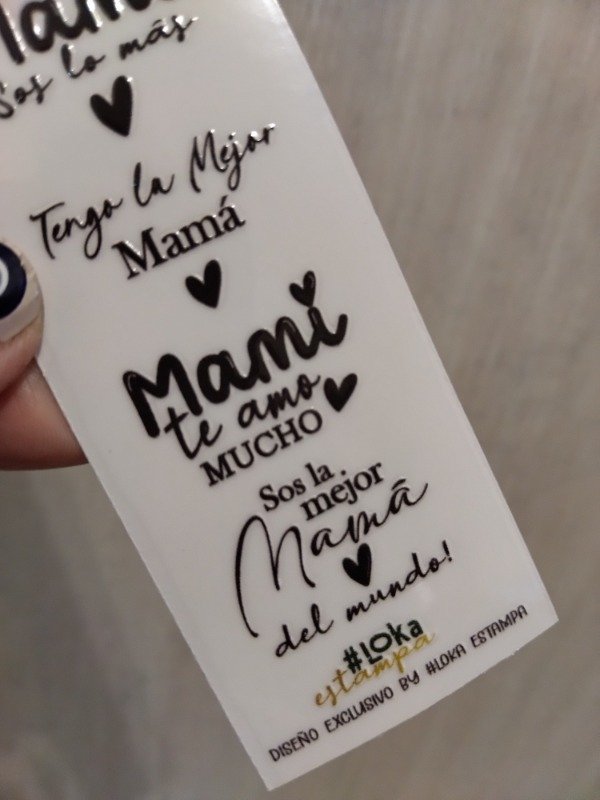 Mamá
Sos lo más
Tengo la Mejor
Mamá
Mami
te amo
MUCHO
Sos la
mejor
Mamá
del mundo!
#LOKa
estampa
DISEÑO EXCLUSIVO BY #LOKA ESTAMPA